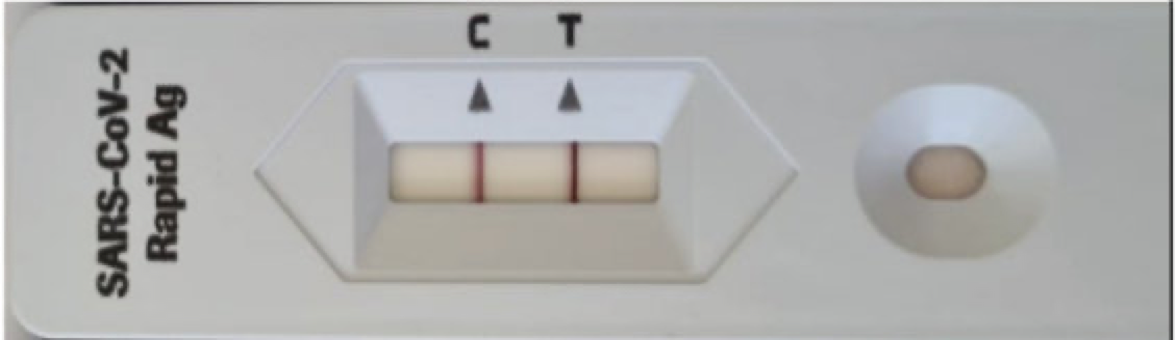 C T
SARS-CoV-2
Rapid Ag